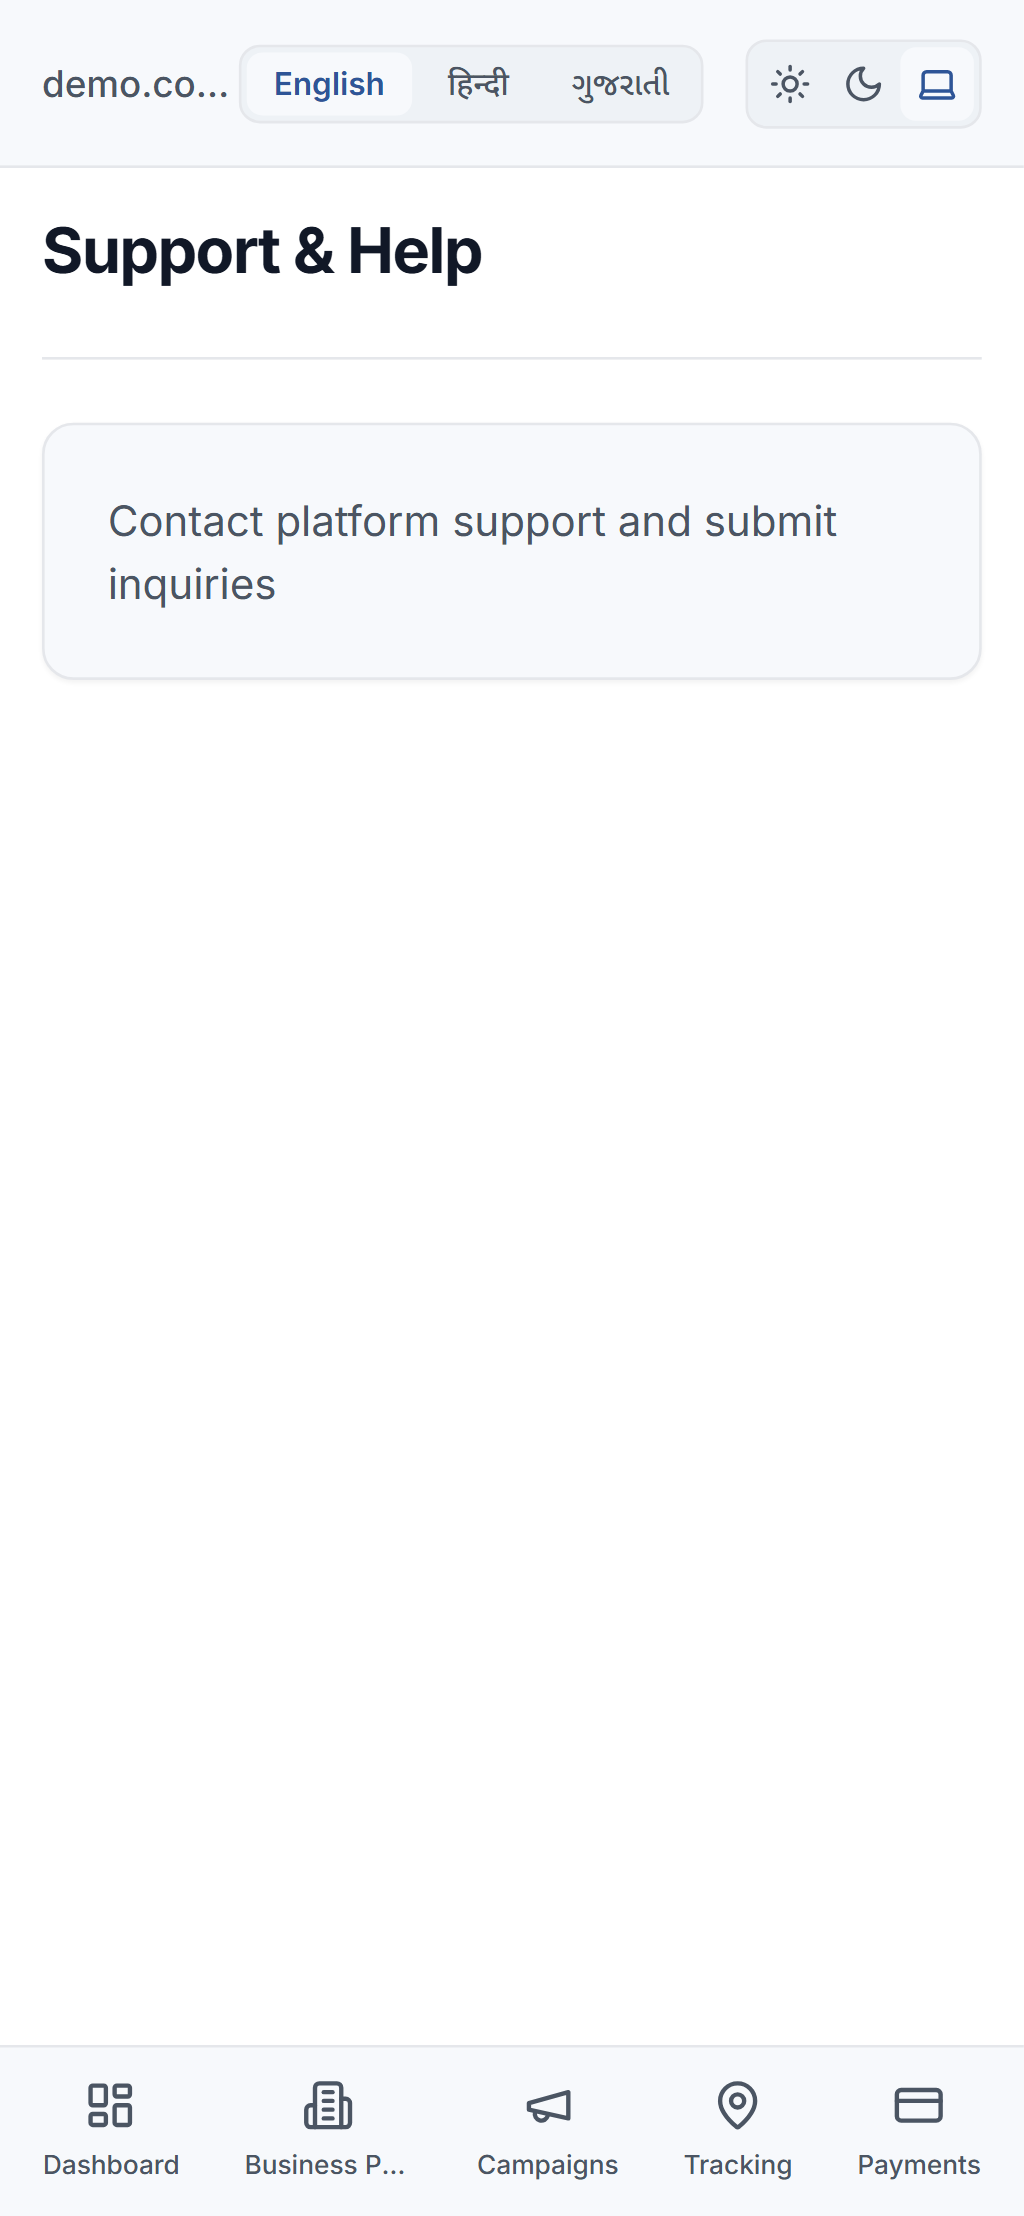 demo.co...
English
हिन्दी
ગુજરાતી
Support & Help
Contact platform support and submit
inquiries
Dashboard
Business P...
Campaigns
Tracking
Payments